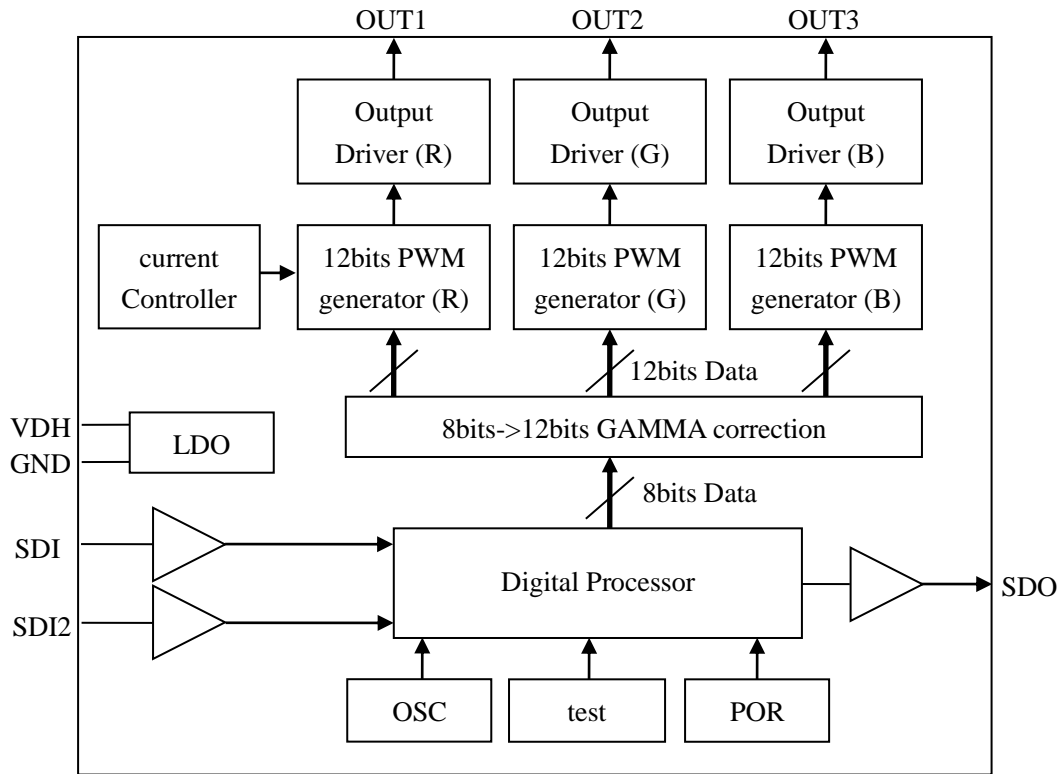 OUT1 OUT2 OUT3
Output
Driver (R)
Output
Driver (G)
Output
Driver (B)
current
Controller
12bits PWM
generator (R)
12bits PWM
generator (G)
12bits PWM
generator (B)
12bits Data
8bits->12bits GAMMA correction
VDH
GND
LDO
8bits Data
SDI
SDI2
Digital Processor
SDO
OSC
test
POR